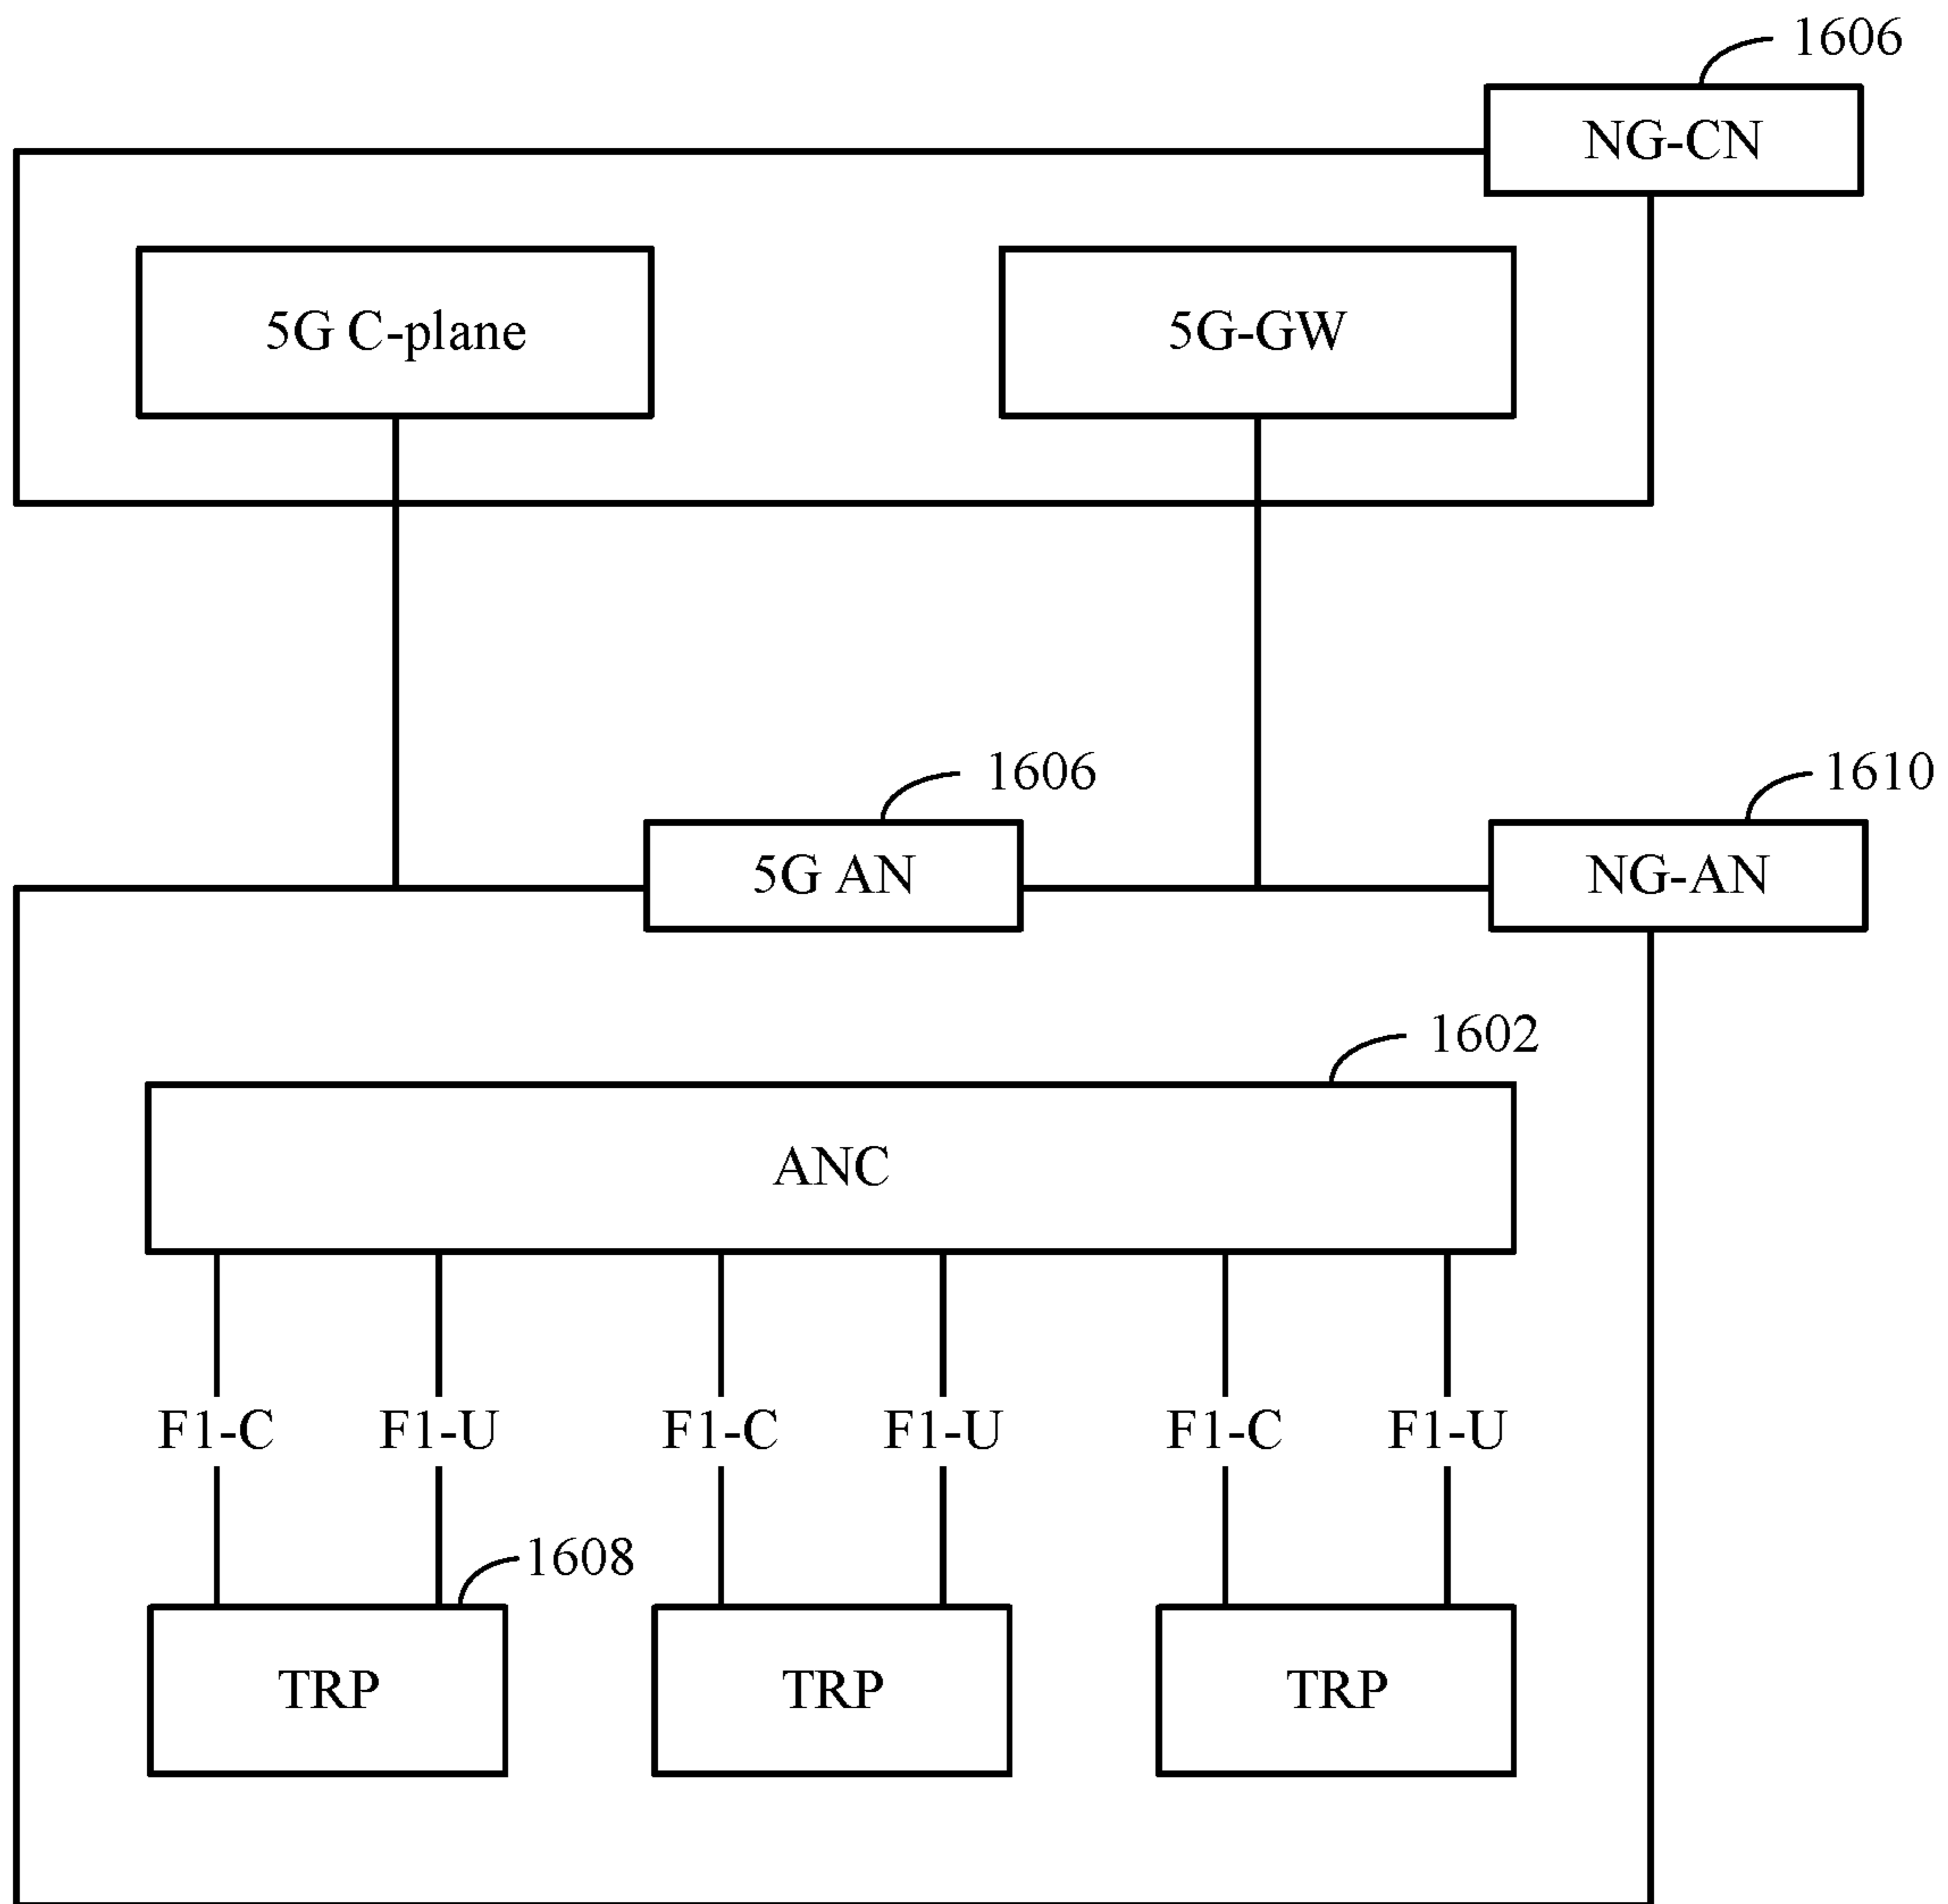 1606
NG-CN
5G C-plane
5G-GW
1606
1610
5G AN
NG-AN
1602
ANC
F1-C
F1-U
F1-C
F1-U
F1-C
F1-U
1608
TRP
TRP
TRP